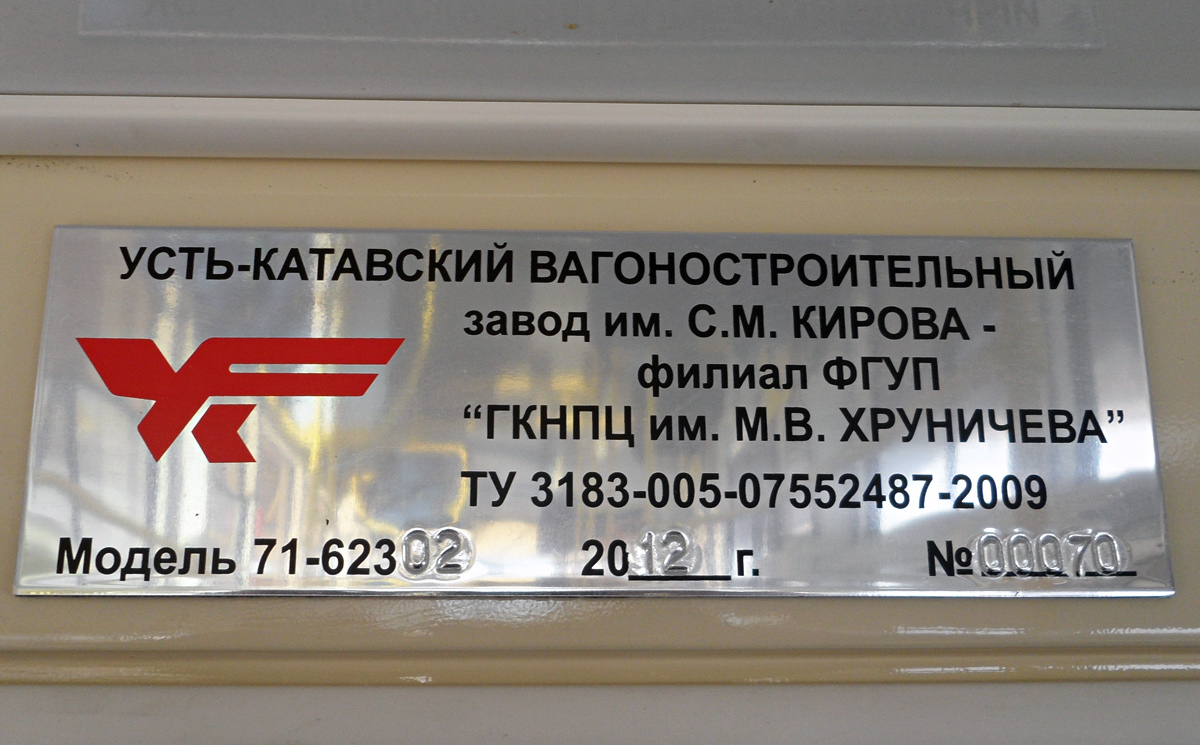 УСТЬ-КАТАВСКИЙ ВАГОНОСТРОИТЕЛЬНЫЙ
завод им. С.М. КИРОВА -
филиал ФГУП
“ГКНПЦ им. М.В. ХРУНИЧЕВА”
ТУ 3183-005-07552487-2009
Модель 71-62302 2012 г. №00070